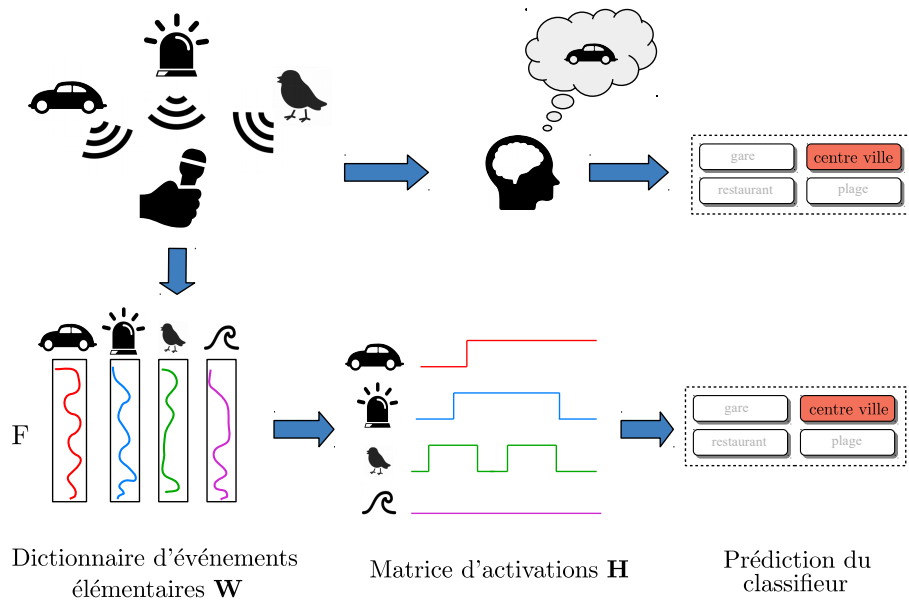 gare
centre ville
restaurant
plage
F
gare
centre ville
restaurant
plage
Dictionnaire d'événements
élémentaires W
Matrice d'activations H
Prédiction du
classifieur